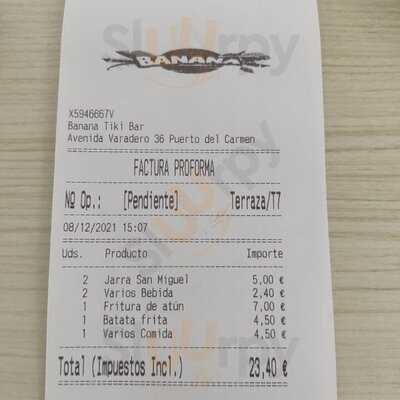 BANANA
X5946667V
Banana Tiki Bar
Avenida Varadero 36 Puerto del Carmen
FACTURA PROFORMA
Nº Op.: [Pendiente] Terraza/T7
08/12/2021 15:07
Uds. Producto Importe
2 Jarra San Miguel 5,00 €
2 Varios Bebida 2,40 €
1 Fritura de atún 7,00 €
1 Batata frita 4,50 €
1 Varios Comida 4,50 €
Total (Impuestos Incl.) 23,40 €
Sluurpy
Sluurpy
Sluurpy